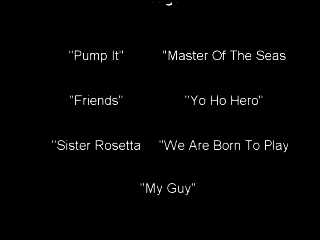 "Pump It"
"Master Of The Seas
"Friends"
"Yo Ho Hero"
"Sister Rosetta
"We Are Born To Play
"My Guy"